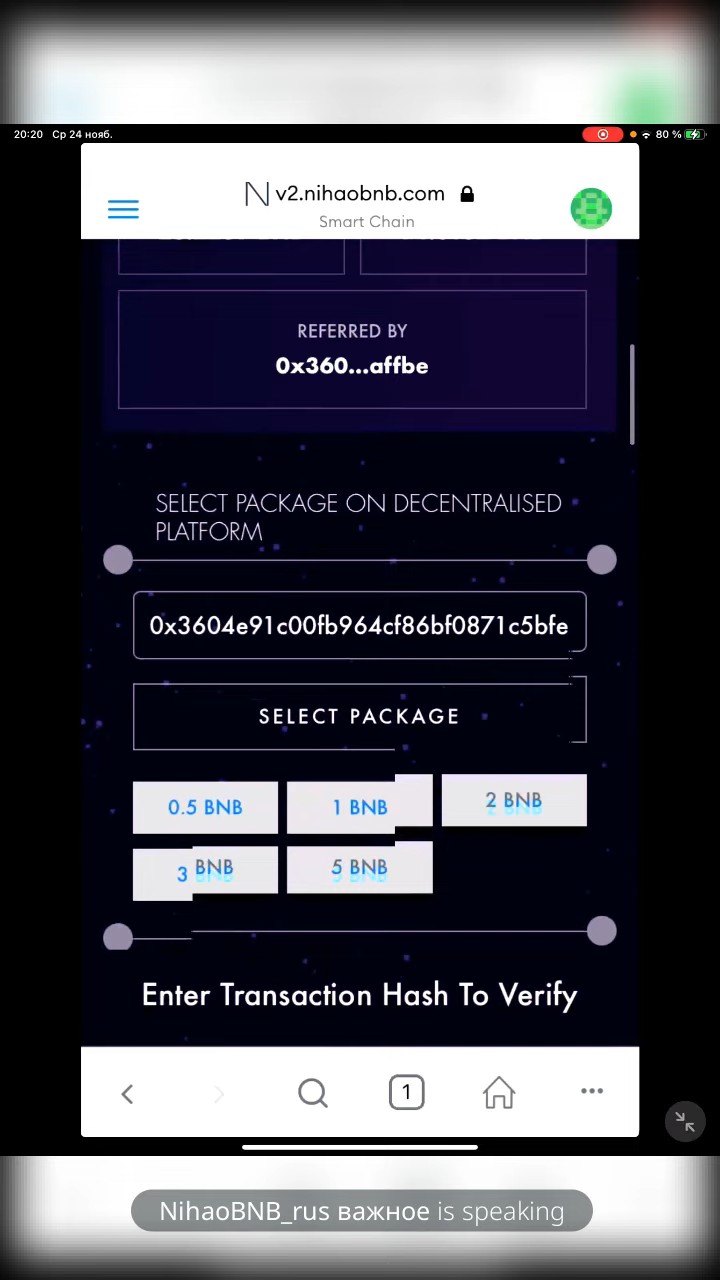 20:20 Ср 24 нояб.
80 %
v2.nihaobnb.com
Smart Chain
REFERRED BY
0x360...affbe
SELECT PACKAGE ON DECENTRALISED
PLATFORM
0x3604e91c00fb964cf86bf0871c5bfe
SELECT PACKAGE
0.5 BNB
1 BNB
2 BNB
3 BNB
5 BNB
Enter Transaction Hash To Verify
1
NihaoBNB_rus важное is speaking